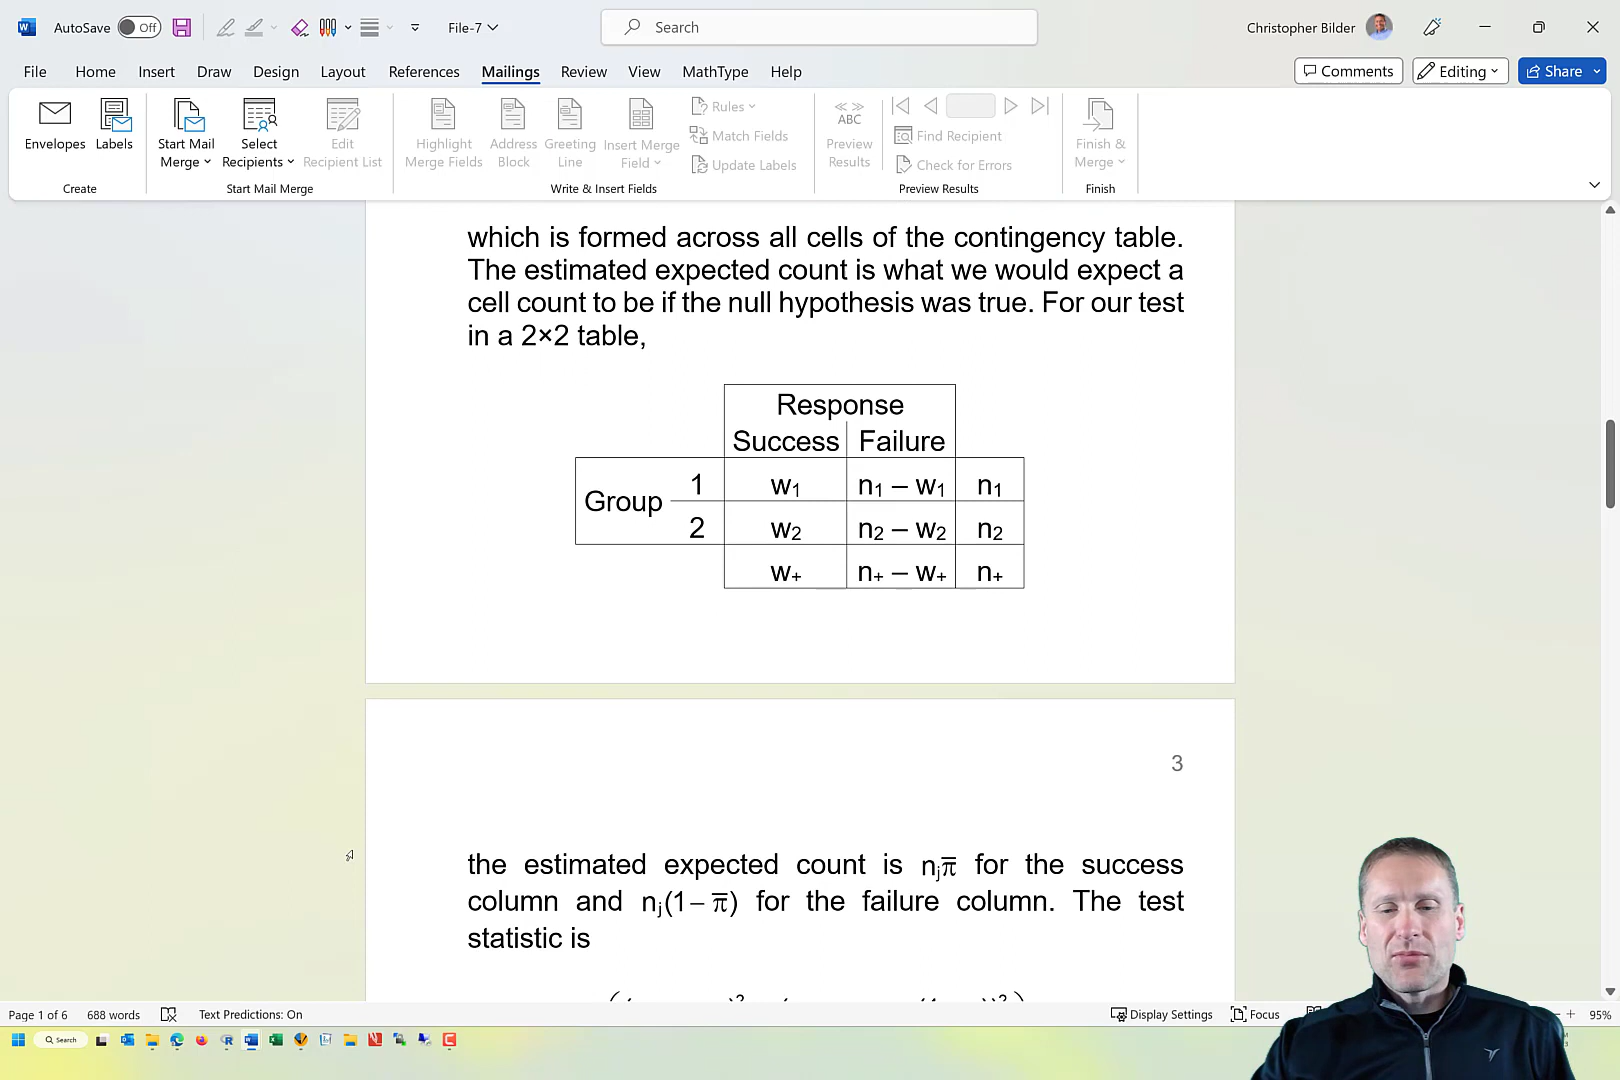 AutoSave Off File-7 Search Christopher Bilder
File Home Insert Draw Design Layout References Mailings Review View MathType Help Comments Editing Share
Envelopes Labels Start Mail Merge Select Recipients Edit Recipient List Highlight Merge Fields Address Block Greeting Line Insert Merge Field Rules Match Fields Update Labels ABC Preview Results Find Recipient Check for Errors Finish & Merge
Create Start Mail Merge Write & Insert Fields Preview Results Finish
which is formed across all cells of the contingency table.
The estimated expected count is what we would expect a
cell count to be if the null hypothesis was true. For our test
in a 2×2 table,
Response
Success Failure
Group 1 w₁ n₁ – w₁ n₁
2 w₂ n₂ – w₂ n₂
w₊ n₊ – w₊ n₊
3
the estimated expected count is nⱼπ̅ for the success
column and nⱼ(1– π̅) for the failure column. The test
statistic is
Page 1 of 6 688 words Text Predictions: On Display Settings Focus 95%
Search